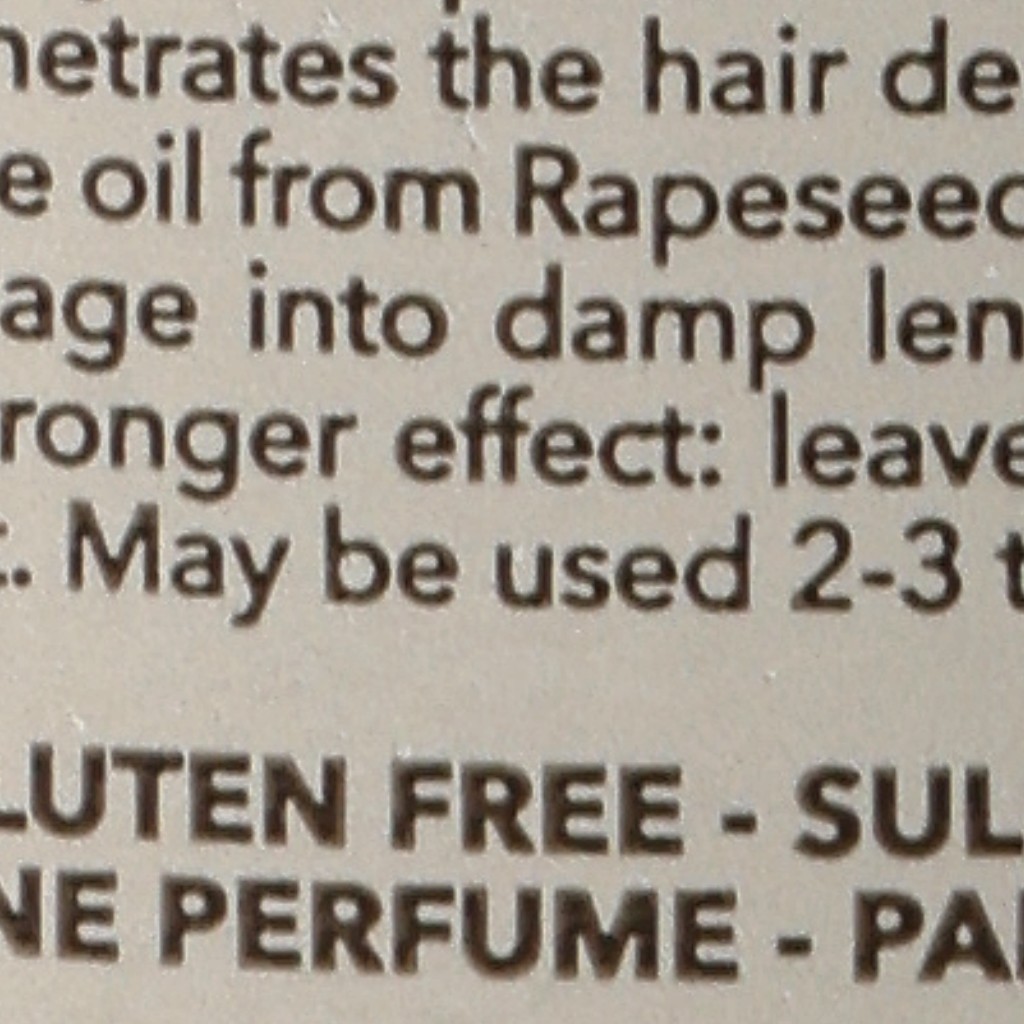 netrates the hair de
e oil from Rapeseed
age into damp len
ronger effect: leave
t. May be used 2-3 t
LUTEN FREE - SUL
NE PERFUME - PA